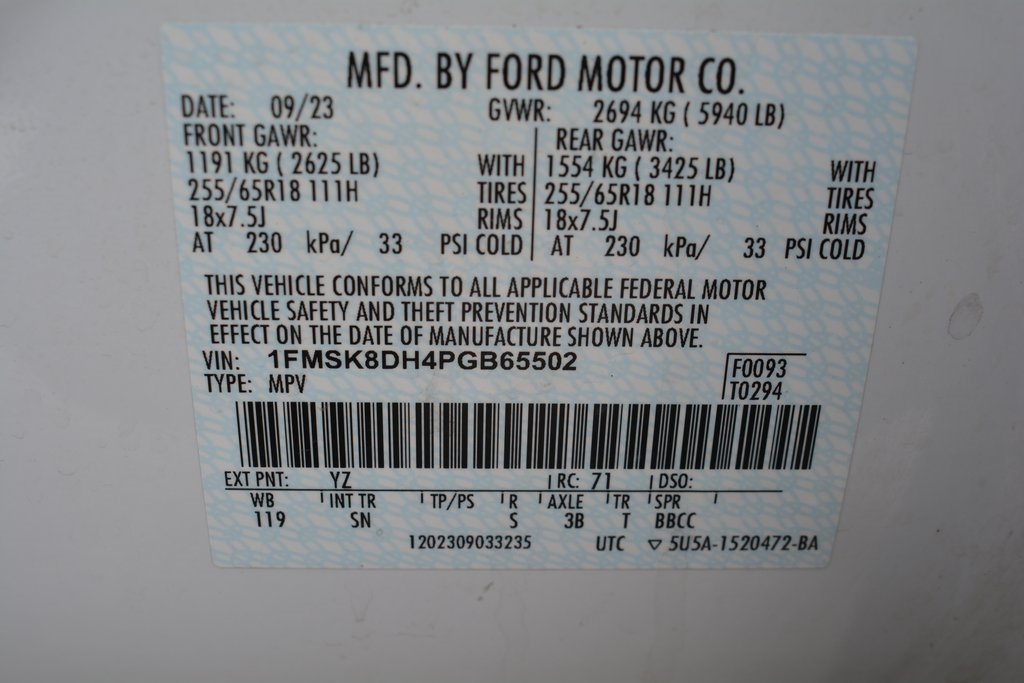 MFD. BY FORD MOTOR CO.
DATE: 09/23 GVWR: 2694 KG ( 5940 LB)
FRONT GAWR: REAR GAWR:
1191 KG ( 2625 LB) WITH 1554 KG ( 3425 LB) WITH
255/65R18 111H TIRES 255/65R18 111H TIRES
18x7.5J RIMS 18x7.5J RIMS
AT 230 kPa/ 33 PSI COLD AT 230 kPa/ 33 PSI COLD
THIS VEHICLE CONFORMS TO ALL APPLICABLE FEDERAL MOTOR
VEHICLE SAFETY AND THEFT PREVENTION STANDARDS IN
EFFECT ON THE DATE OF MANUFACTURE SHOWN ABOVE.
VIN: 1FMSK8DH4PGB65502 F0093
TYPE: MPV T0294
EXT PNT: YZ RC: 71 DSO:
WB INT TR TP/PS R AXLE TR SPR
119 SN S 3B T BBCC
1202309033235 UTC ▽ 5U5A-1520472-BA